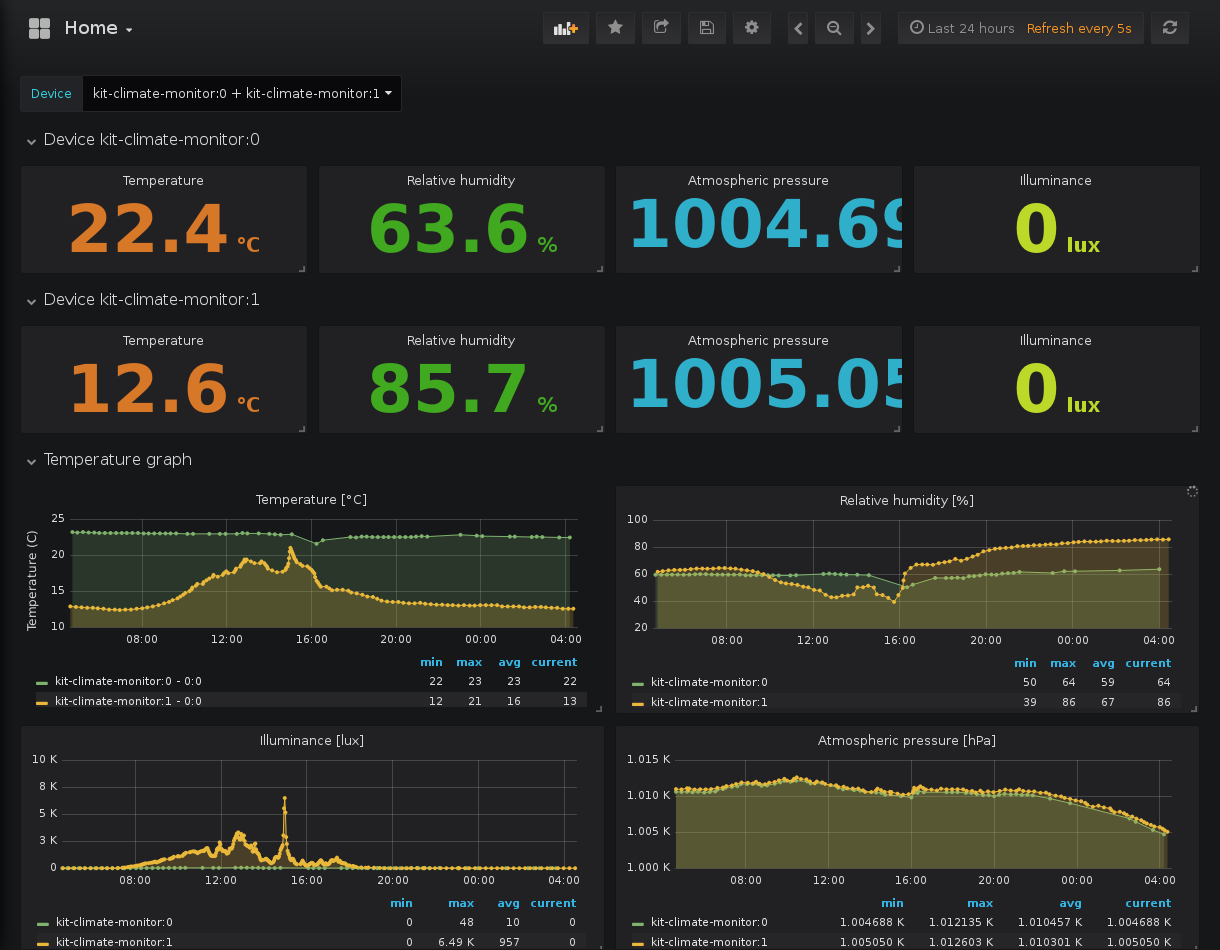 Home
Last 24 hours Refresh every 5s
Device kit-climate-monitor:0 + kit-climate-monitor:1
Device kit-climate-monitor:0
Temperature Relative humidity Atmospheric pressure Illuminance
22.4 °C 63.6 % 1004.69 0 lux
Device kit-climate-monitor:1
Temperature Relative humidity Atmospheric pressure Illuminance
12.6 °C 85.7 % 1005.05 0 lux
Temperature graph
Temperature [°C]
Temperature (C)
25
20
15
10
08:00 12:00 16:00 20:00 00:00 04:00
min max avg current
kit-climate-monitor:0 - 0:0 22 23 23 22
kit-climate-monitor:1 - 0:0 12 21 16 13
Relative humidity [%]
100
80
60
40
20
08:00 12:00 16:00 20:00 00:00 04:00
min max avg current
kit-climate-monitor:0 50 64 59 64
kit-climate-monitor:1 39 86 67 86
Illuminance [lux]
10 K
8 K
5 K
3 K
0
08:00 12:00 16:00 20:00 00:00 04:00
min max avg current
kit-climate-monitor:0 0 48 10 0
kit-climate-monitor:1 0 6.49 K 957 0
Atmospheric pressure [hPa]
1.015 K
1.010 K
1.005 K
1.000 K
08:00 12:00 16:00 20:00 00:00 04:00
min max avg current
kit-climate-monitor:0 1.004688 K 1.012135 K 1.010457 K 1.004688 K
kit-climate-monitor:1 1.005050 K 1.012603 K 1.010301 K 1.005050 K